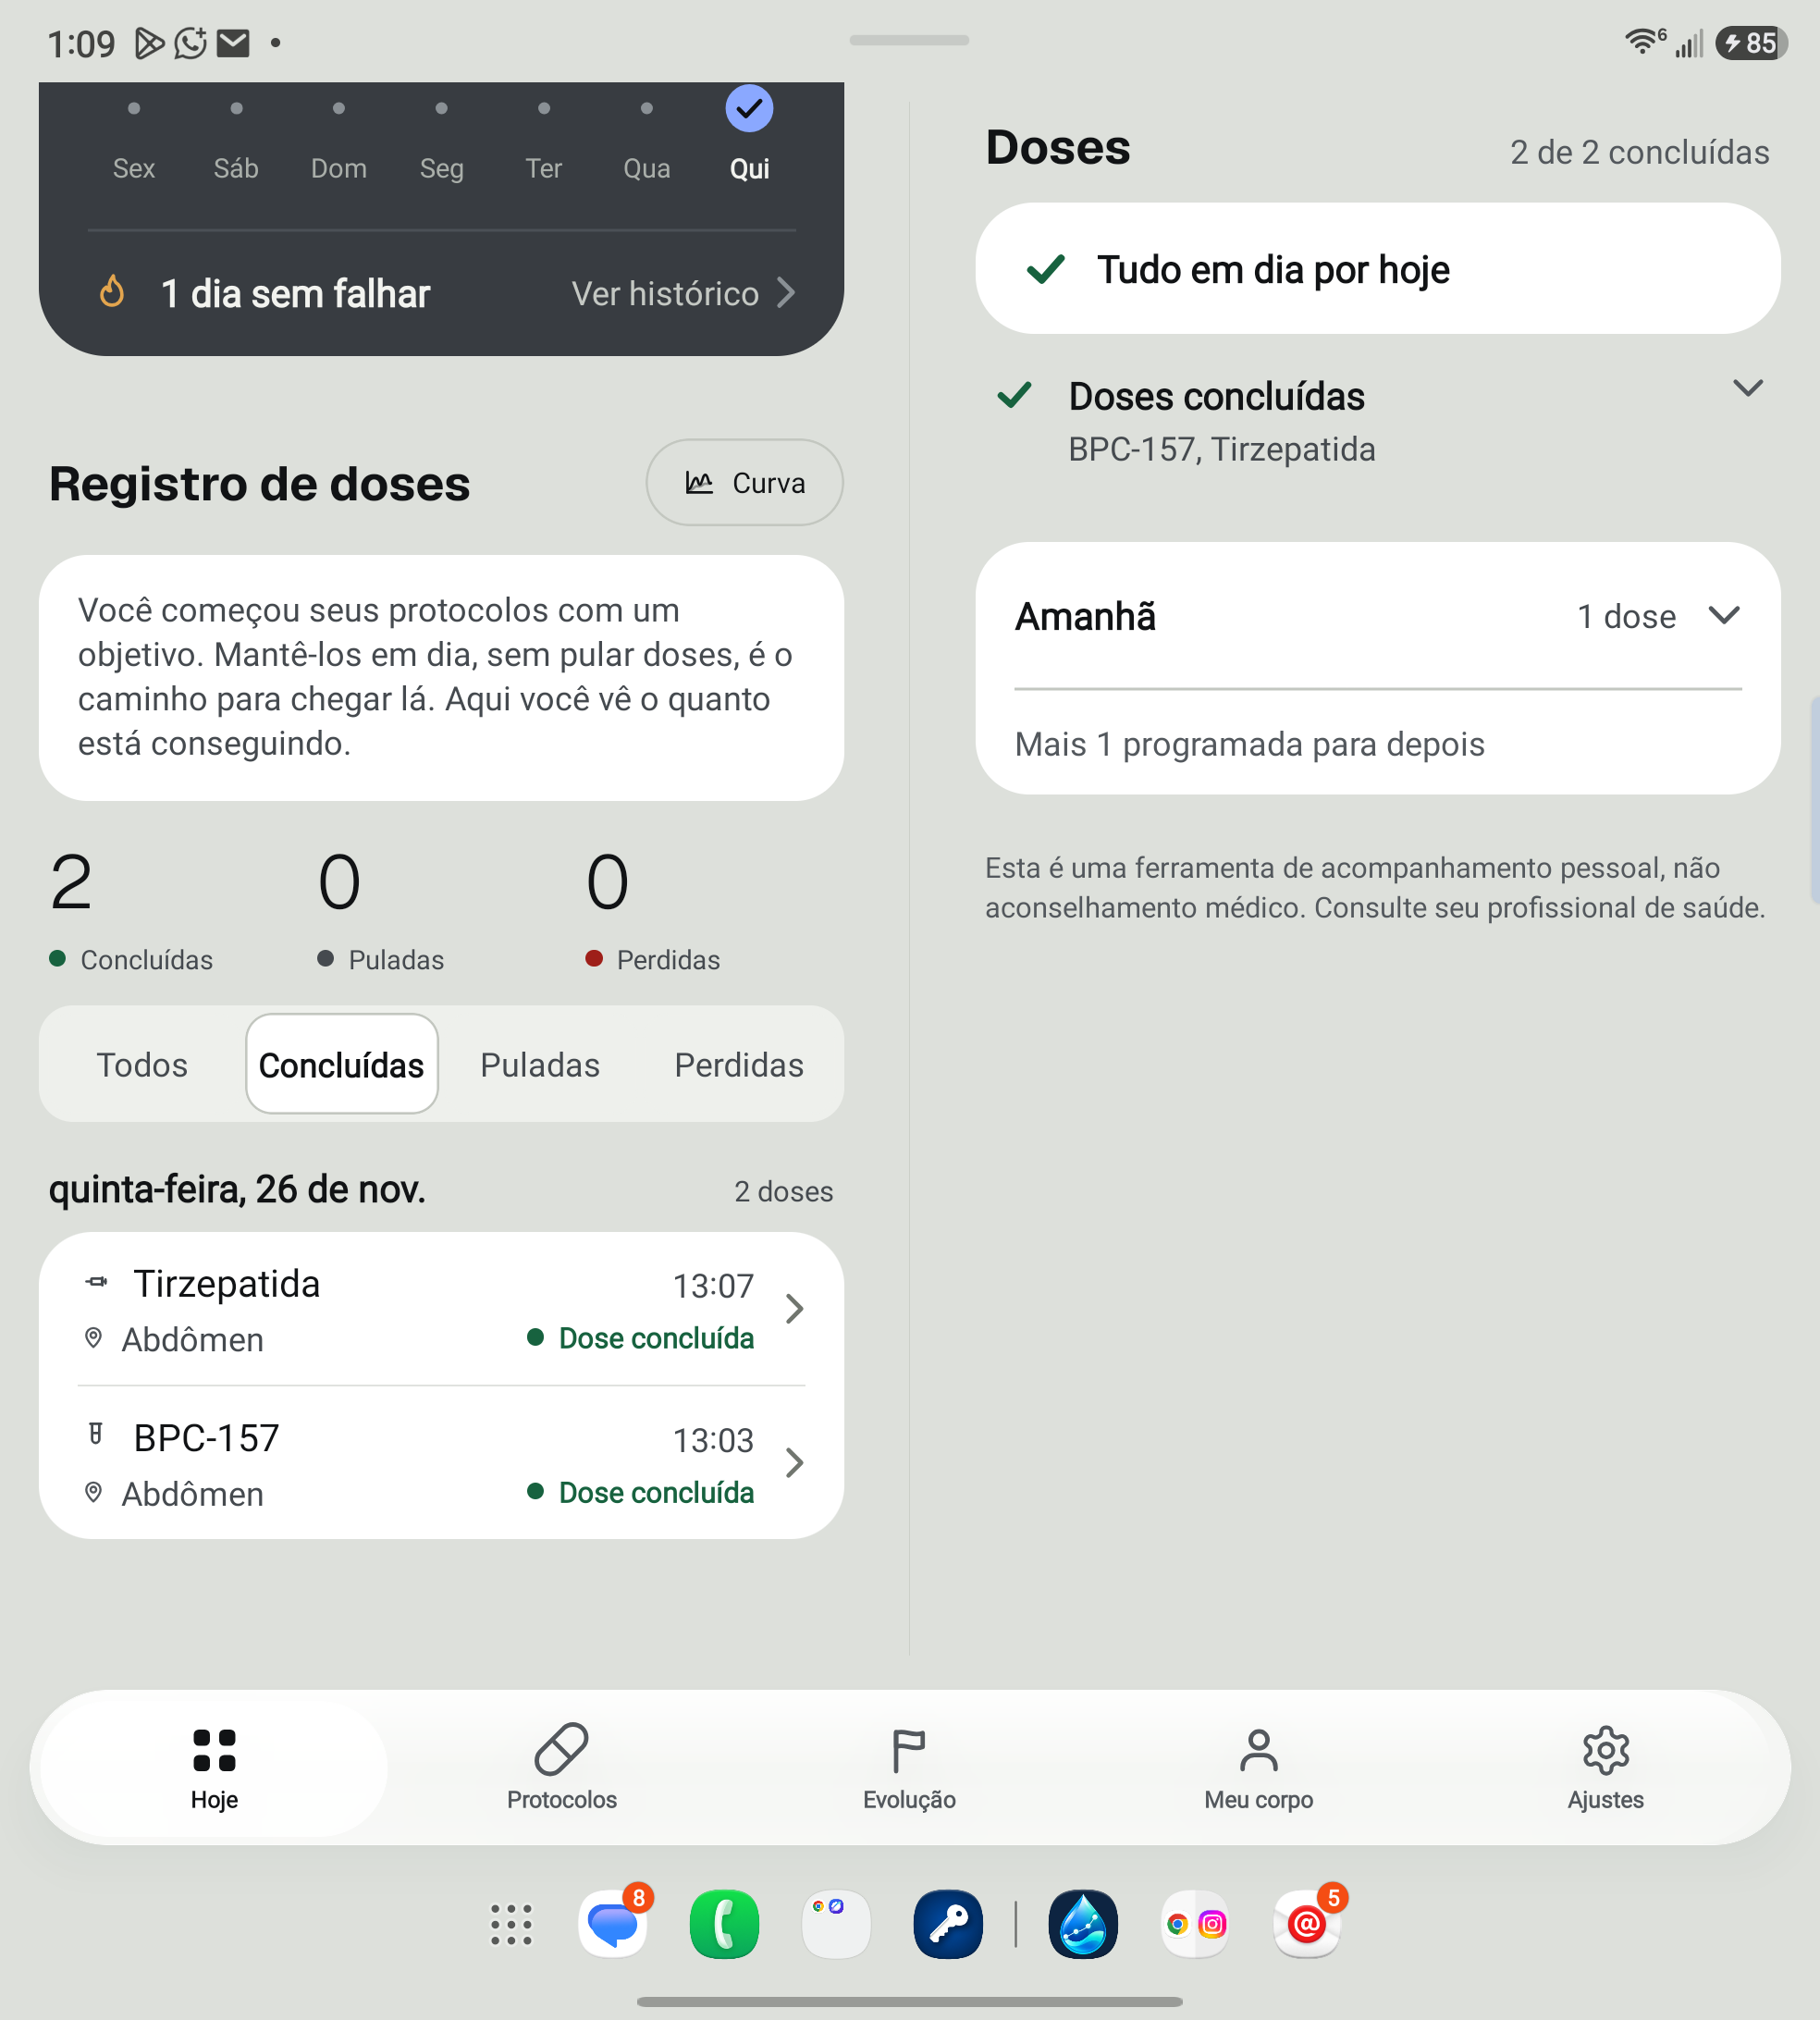 1:09
6
85
Sex Sáb Dom Seg Ter Qua Qui
1 dia sem falhar
Ver histórico
Registro de doses
Curva
Você começou seus protocolos com um
objetivo. Mantê-los em dia, sem pular doses, é o
caminho para chegar lá. Aqui você vê o quanto
está conseguindo.
2 0 0
Concluídas Puladas Perdidas
Todos Concluídas Puladas Perdidas
quinta-feira, 26 de nov.
2 doses
Tirzepatida
13:07
Abdômen
Dose concluída
BPC-157
13:03
Abdômen
Dose concluída
Doses
2 de 2 concluídas
Tudo em dia por hoje
Doses concluídas
BPC-157, Tirzepatida
Amanhã
1 dose
Mais 1 programada para depois
Esta é uma ferramenta de acompanhamento pessoal, não
aconselhamento médico. Consulte seu profissional de saúde.
Hoje Protocolos Evolução Meu corpo Ajustes
8
5